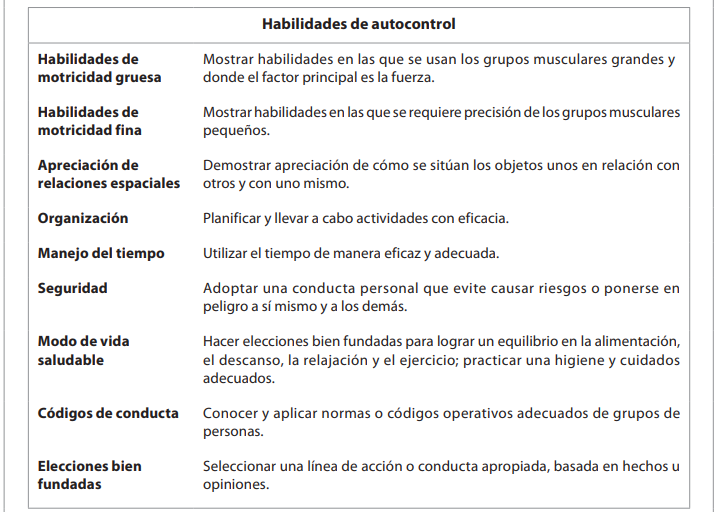 Habilidades de autocontrol
Habilidades de motricidad gruesa
Mostrar habilidades en las que se usan los grupos musculares grandes y
donde el factor principal es la fuerza.
Habilidades de motricidad fina
Mostrar habilidades en las que se requiere precisión de los grupos musculares
pequeños.
Apreciación de relaciones espaciales
Demostrar apreciación de cómo se sitúan los objetos unos en relación con
otros y con uno mismo.
Organización
Planificar y llevar a cabo actividades con eficacia.
Manejo del tiempo
Utilizar el tiempo de manera eficaz y adecuada.
Seguridad
Adoptar una conducta personal que evite causar riesgos o ponerse en
peligro a sí mismo y a los demás.
Modo de vida saludable
Hacer elecciones bien fundadas para lograr un equilibrio en la alimentación,
el descanso, la relajación y el ejercicio; practicar una higiene y cuidados
adecuados.
Códigos de conducta
Conocer y aplicar normas o códigos operativos adecuados de grupos de
personas.
Elecciones bien fundadas
Seleccionar una línea de acción o conducta apropiada, basada en hechos u
opiniones.